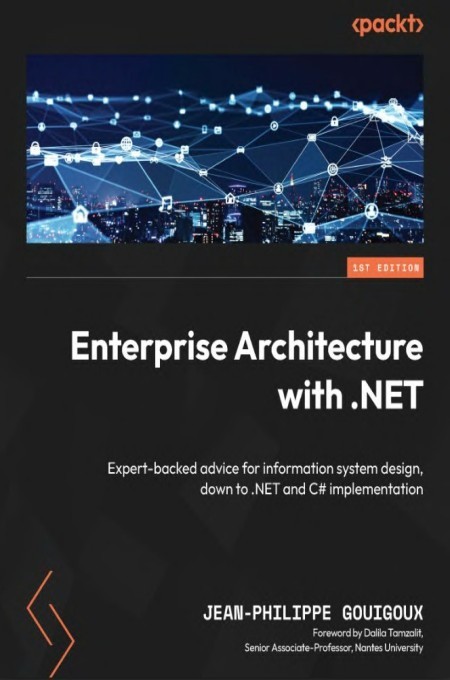 <packt>
1ST EDITION
Enterprise Architecture
with .NET
Expert-backed advice for information system design,
down to .NET and C# implementation
JEAN-PHILIPPE GOUIGOUX
Foreword by Dalila Tamzalit,
Senior Associate-Professor, Nantes University